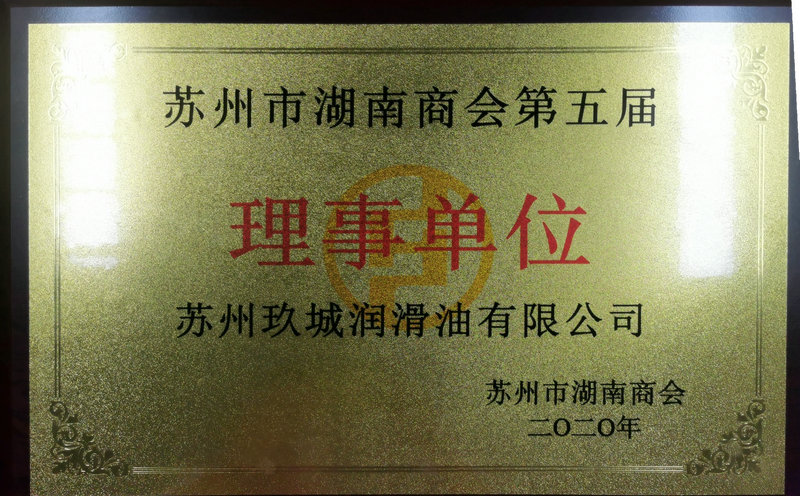 苏州市湖南商会第五届
理事单位
苏州玖城润滑油有限公司
苏州市湖南商会
二〇二〇年